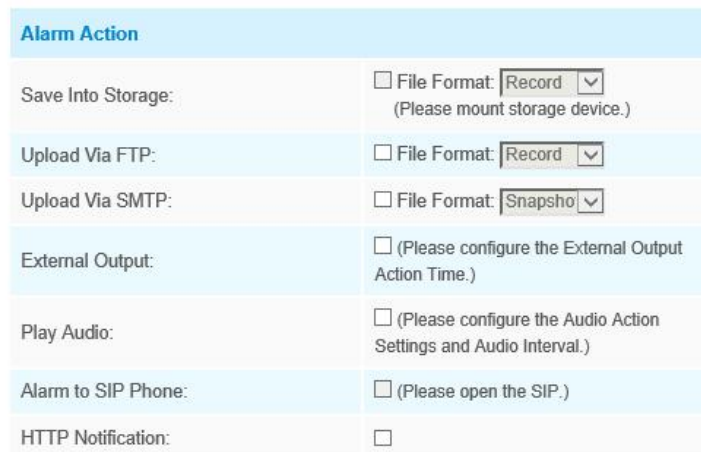 Alarm Action
Save Into Storage: File Format: Record
(Please mount storage device.)
Upload Via FTP: File Format: Record
Upload Via SMTP: File Format: Snapsho
External Output: (Please configure the External Output
Action Time.)
Play Audio: (Please configure the Audio Action
Settings and Audio Interval.)
Alarm to SIP Phone: (Please open the SIP.)
HTTP Notification: